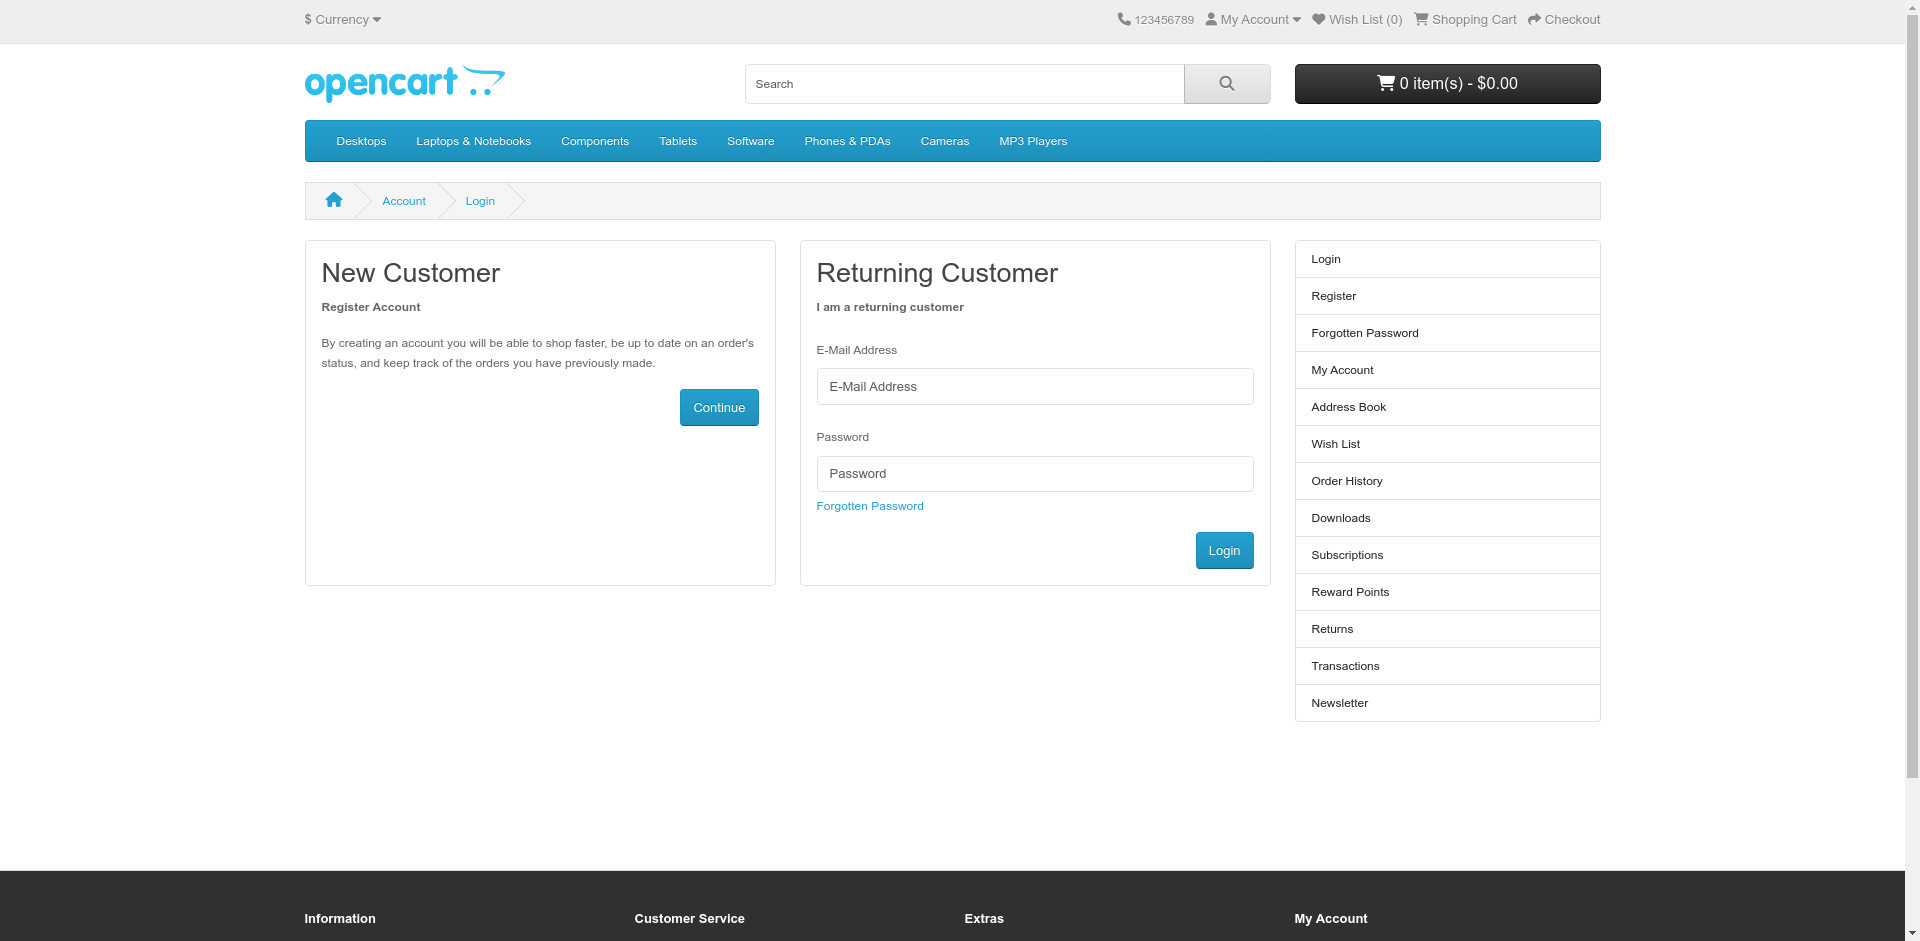 $ Currency
123456789 My Account Wish List (0) Shopping Cart Checkout
opencart
Search
0 item(s) - $0.00
Desktops Laptops & Notebooks Components Tablets Software Phones & PDAs Cameras MP3 Players
Account Login
New Customer
Register Account
By creating an account you will be able to shop faster, be up to date on an order's
status, and keep track of the orders you have previously made.
Continue
Returning Customer
I am a returning customer
E-Mail Address
E-Mail Address
Password
Password
Forgotten Password
Login
Login
Register
Forgotten Password
My Account
Address Book
Wish List
Order History
Downloads
Subscriptions
Reward Points
Returns
Transactions
Newsletter
Information Customer Service Extras My Account